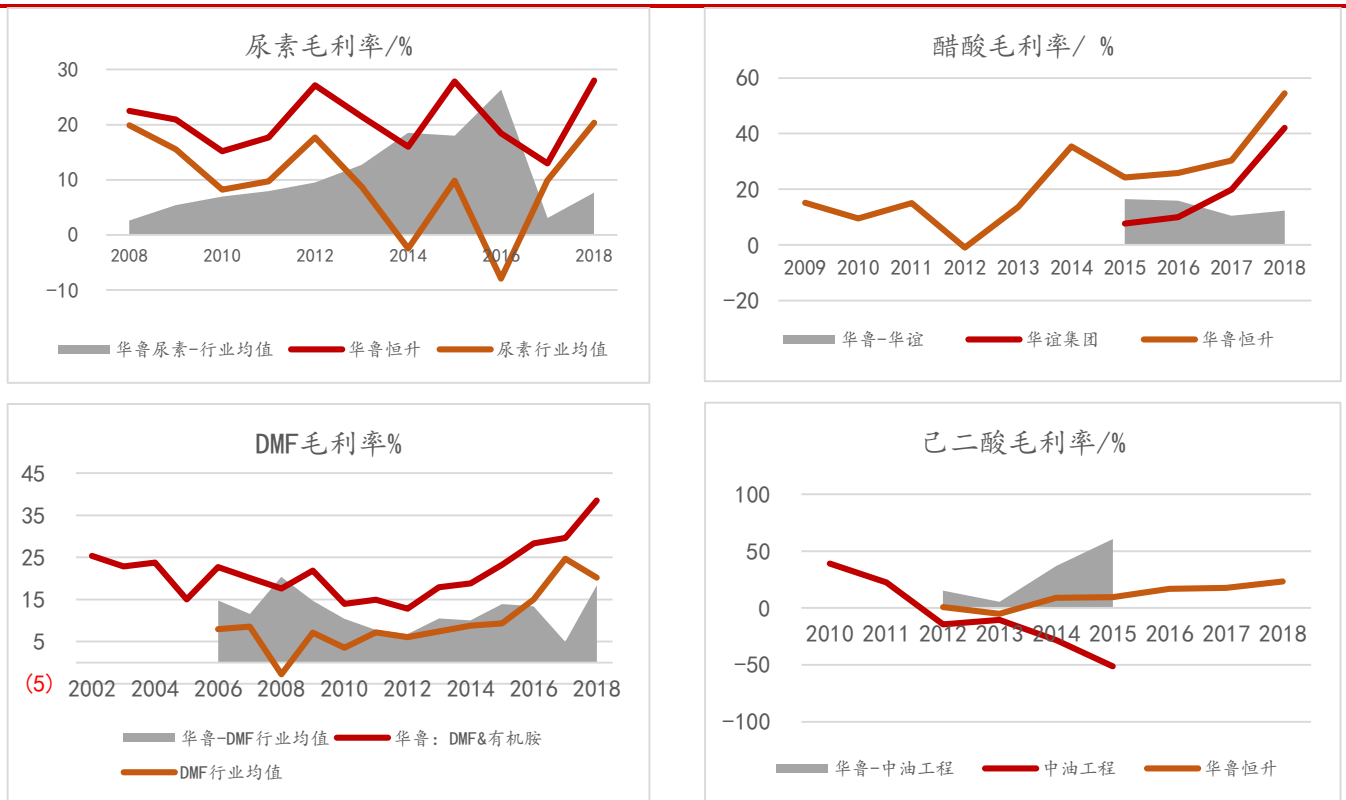 尿素毛利率/%
30
20
10
0
-10
2008 2010 2012 2014 2016 2018
华鲁尿素-行业均值 华鲁恒升 尿素行业均值
醋酸毛利率/ %
60
40
20
0
-20
2009 2010 2011 2012 2013 2014 2015 2016 2017 2018
华鲁-华谊 华谊集团 华鲁恒升
DMF毛利率%
45
35
25
15
5
(5)
2002 2004 2006 2008 2010 2012 2014 2016 2018
华鲁-DMF行业均值 华鲁：DMF&有机胺
DMF行业均值
己二酸毛利率/%
100
50
0
-50
-100
2010 2011 2012 2013 2014 2015 2016 2017 2018
华鲁-中油工程 中油工程 华鲁恒升